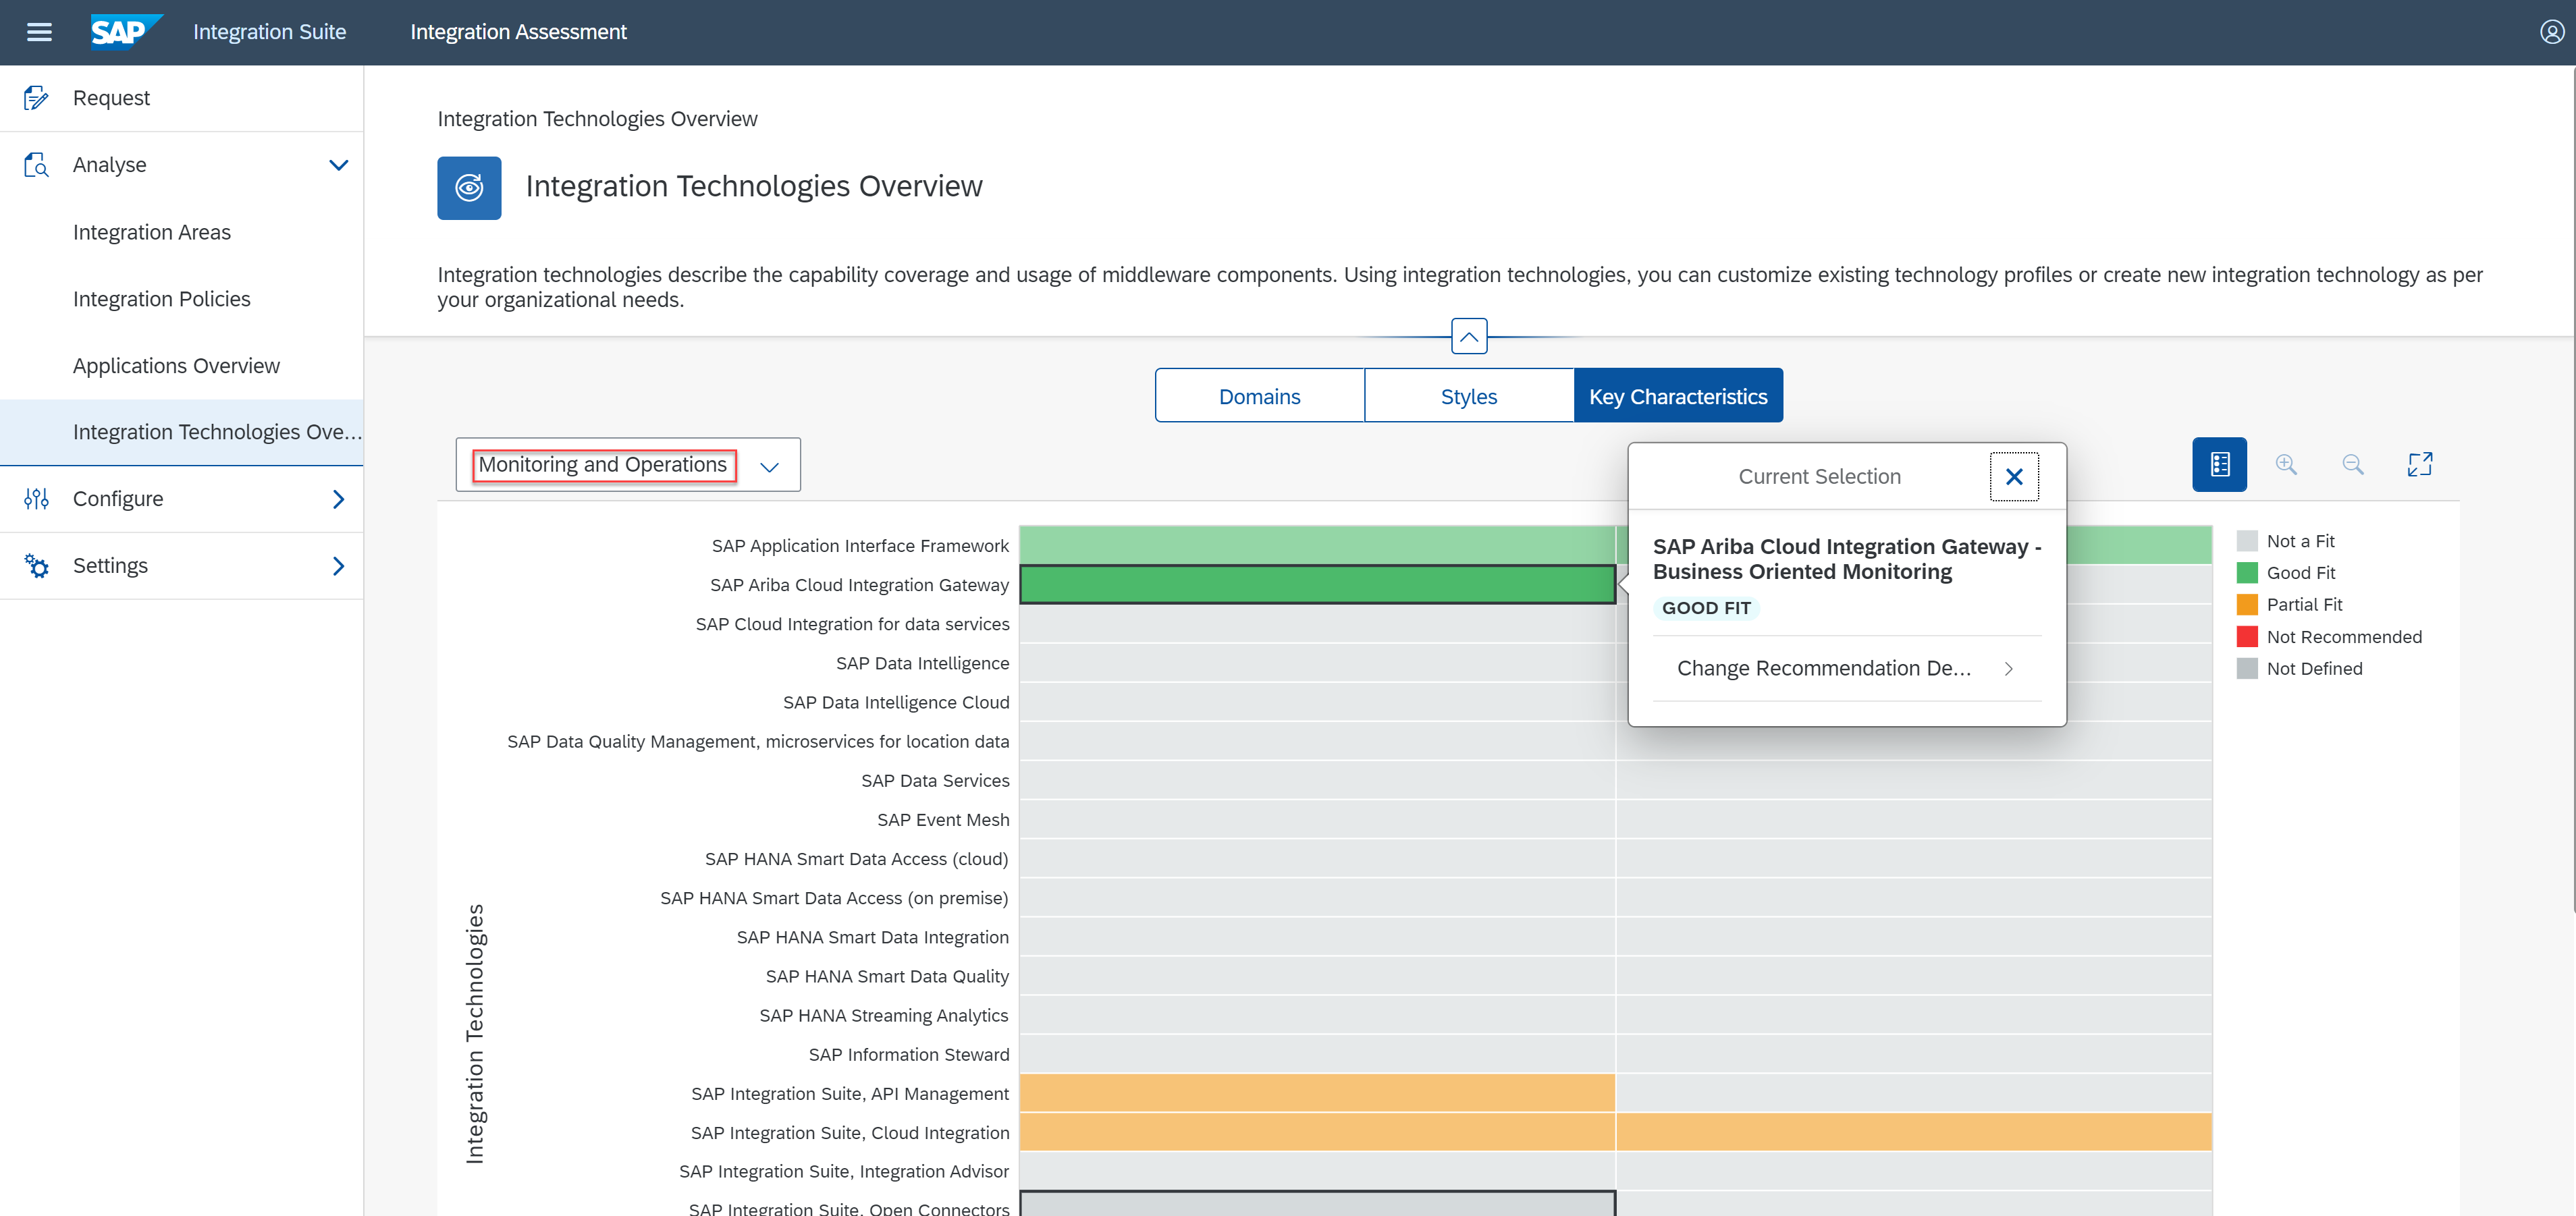 SAP Integration Suite Integration Assessment
Request
Analyse
Integration Areas
Integration Policies
Applications Overview
Integration Technologies Ove...
Configure
Settings
Integration Technologies Overview
Integration Technologies Overview
Integration technologies describe the capability coverage and usage of middleware components. Using integration technologies, you can customize existing technology profiles or create new integration technology as per
your organizational needs.
Domains Styles Key Characteristics
Monitoring and Operations
Current Selection
SAP Ariba Cloud Integration Gateway -
Business Oriented Monitoring
GOOD FIT
Change Recommendation De...
Not a Fit
Good Fit
Partial Fit
Not Recommended
Not Defined
Integration Technologies
SAP Application Interface Framework
SAP Ariba Cloud Integration Gateway
SAP Cloud Integration for data services
SAP Data Intelligence
SAP Data Intelligence Cloud
SAP Data Quality Management, microservices for location data
SAP Data Services
SAP Event Mesh
SAP HANA Smart Data Access (cloud)
SAP HANA Smart Data Access (on premise)
SAP HANA Smart Data Integration
SAP HANA Smart Data Quality
SAP HANA Streaming Analytics
SAP Information Steward
SAP Integration Suite, API Management
SAP Integration Suite, Cloud Integration
SAP Integration Suite, Integration Advisor
SAP Integration Suite, Open Connectors